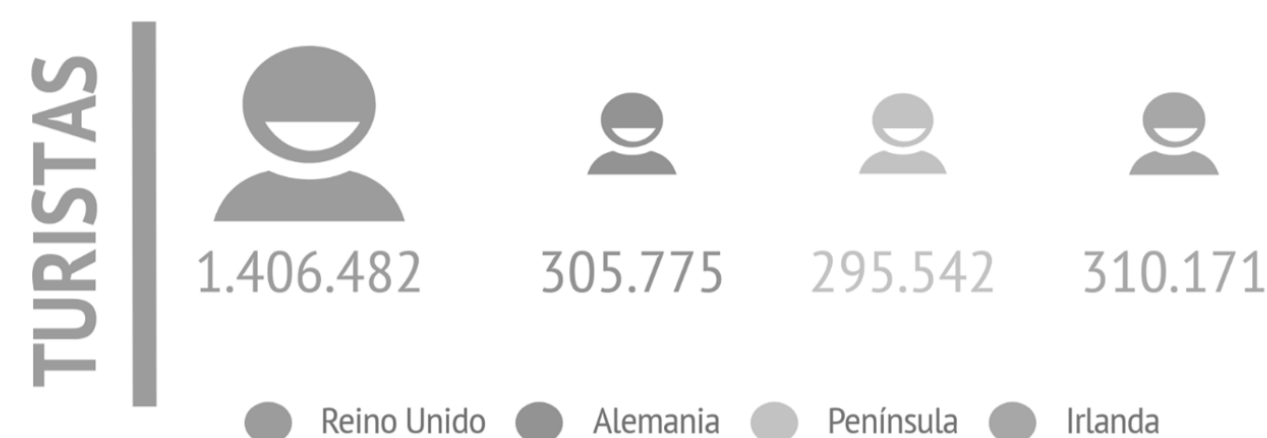 TURISTAS
1.406.482 305.775 295.542 310.171
Reino Unido Alemania Península Irlanda